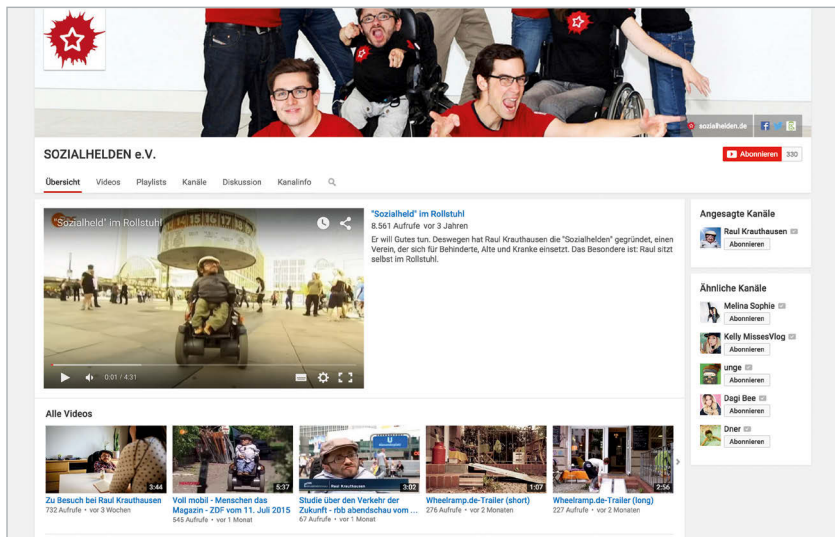 sozialhelden.de
SOZIALHELDEN e.V.
Abonnieren 330
Übersicht Videos Playlists Kanäle Diskussion Kanalinfo
"Sozialheld" im Rollstuhl
0:01 / 4:31
"Sozialheld" im Rollstuhl
8.561 Aufrufe vor 3 Jahren
Er will Gutes tun. Deswegen hat Raul Krauthausen die "Sozialhelden" gegründet, einen
Verein, der sich für Behinderte, Alte und Kranke einsetzt. Das Besondere ist: Raul sitzt
selbst im Rollstuhl.
Angesagte Kanäle
Raul Krauthausen
Abonnieren
Ähnliche Kanäle
Melina Sophie
Abonnieren
Kelly MissesVlog
Abonnieren
unge
Abonnieren
Dagi Bee
Abonnieren
Dner
Abonnieren
Alle Videos
3:44
Zu Besuch bei Raul Krauthausen
732 Aufrufe • vor 3 Wochen
5:37
Voll mobil - Menschen das
Magazin - ZDF vom 11. Juli 2015
545 Aufrufe • vor 1 Monat
U
Raul Krauthausen
3:02
Studie über den Verkehr der
Zukunft - rbb abendschau vom ...
67 Aufrufe • vor 1 Monat
1:07
Wheelramp.de-Trailer (short)
276 Aufrufe • vor 2 Monaten
2:56
Wheelramp.de-Trailer (long)
227 Aufrufe • vor 2 Monaten